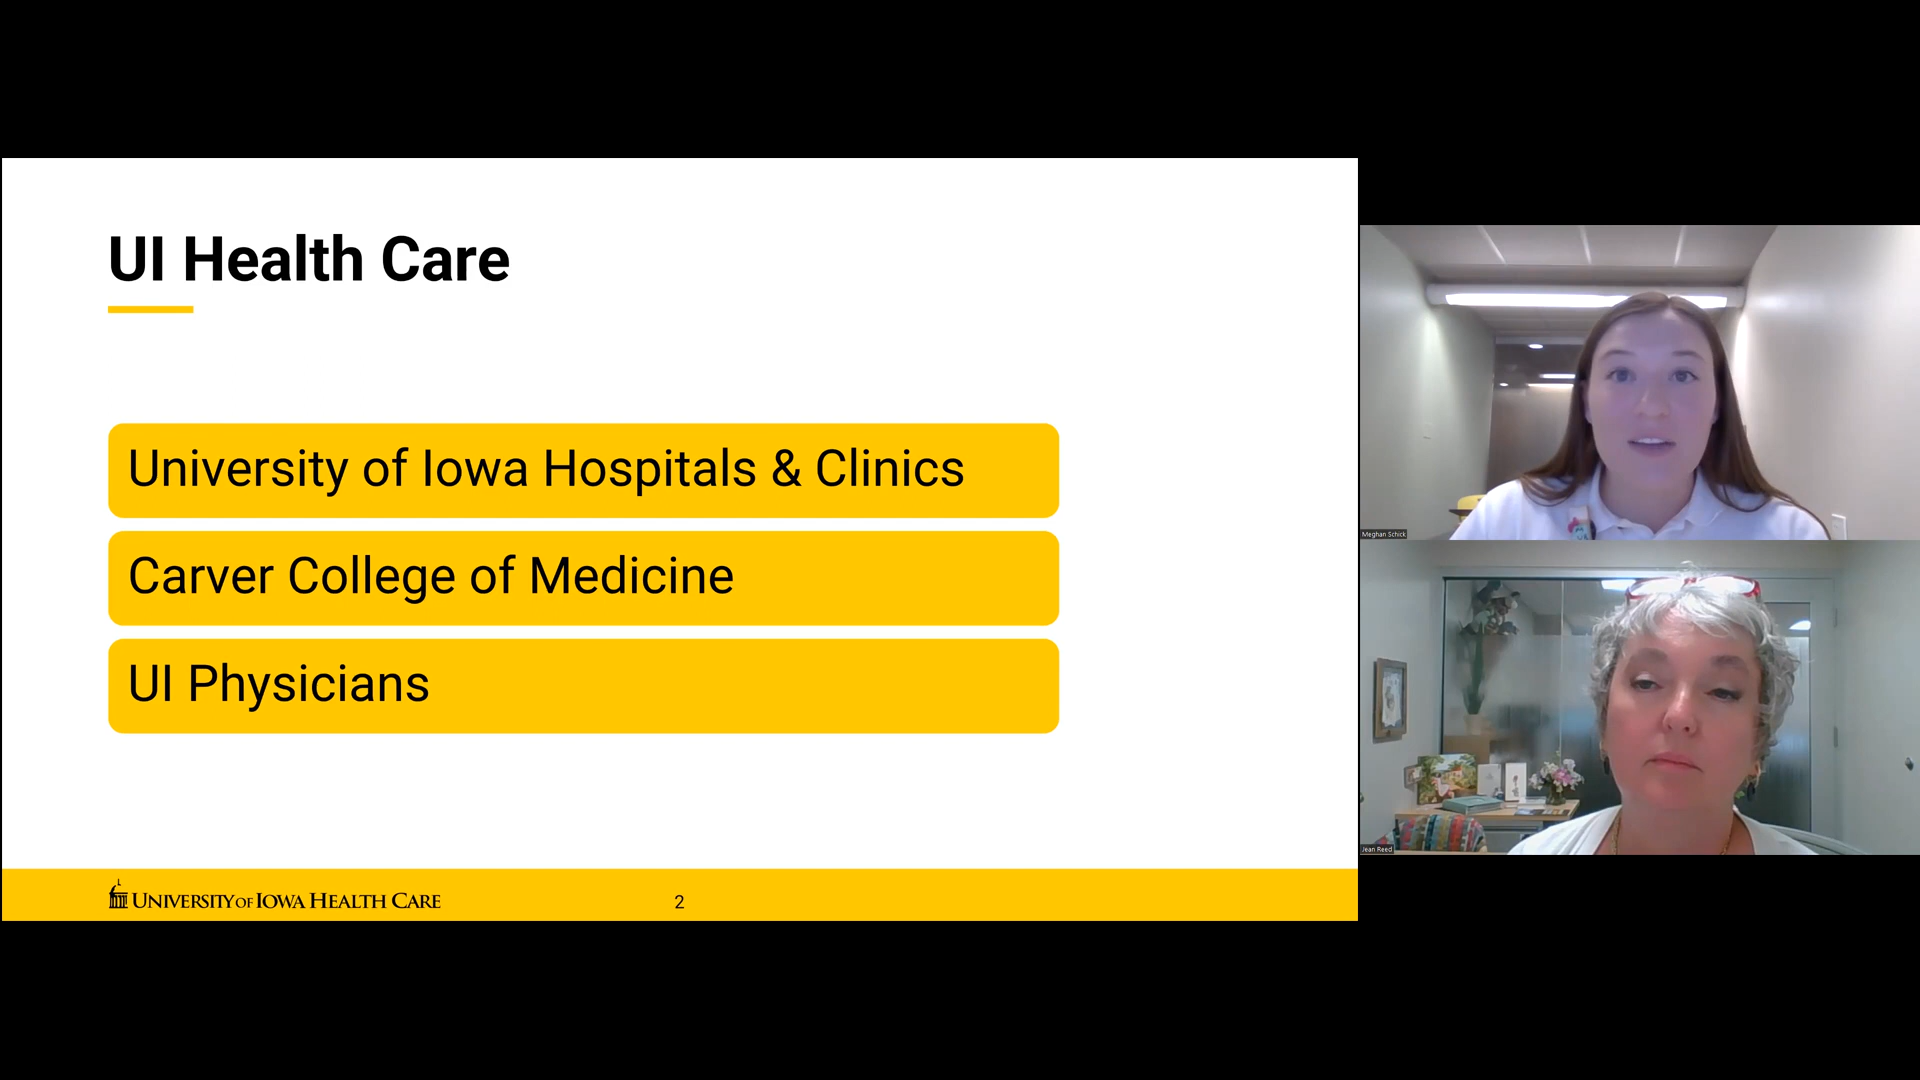 UI Health Care
University of Iowa Hospitals & Clinics
Carver College of Medicine
UI Physicians
UNIVERSITY OF IOWA HEALTH CARE
2
Meghan Schick
Jean Reed